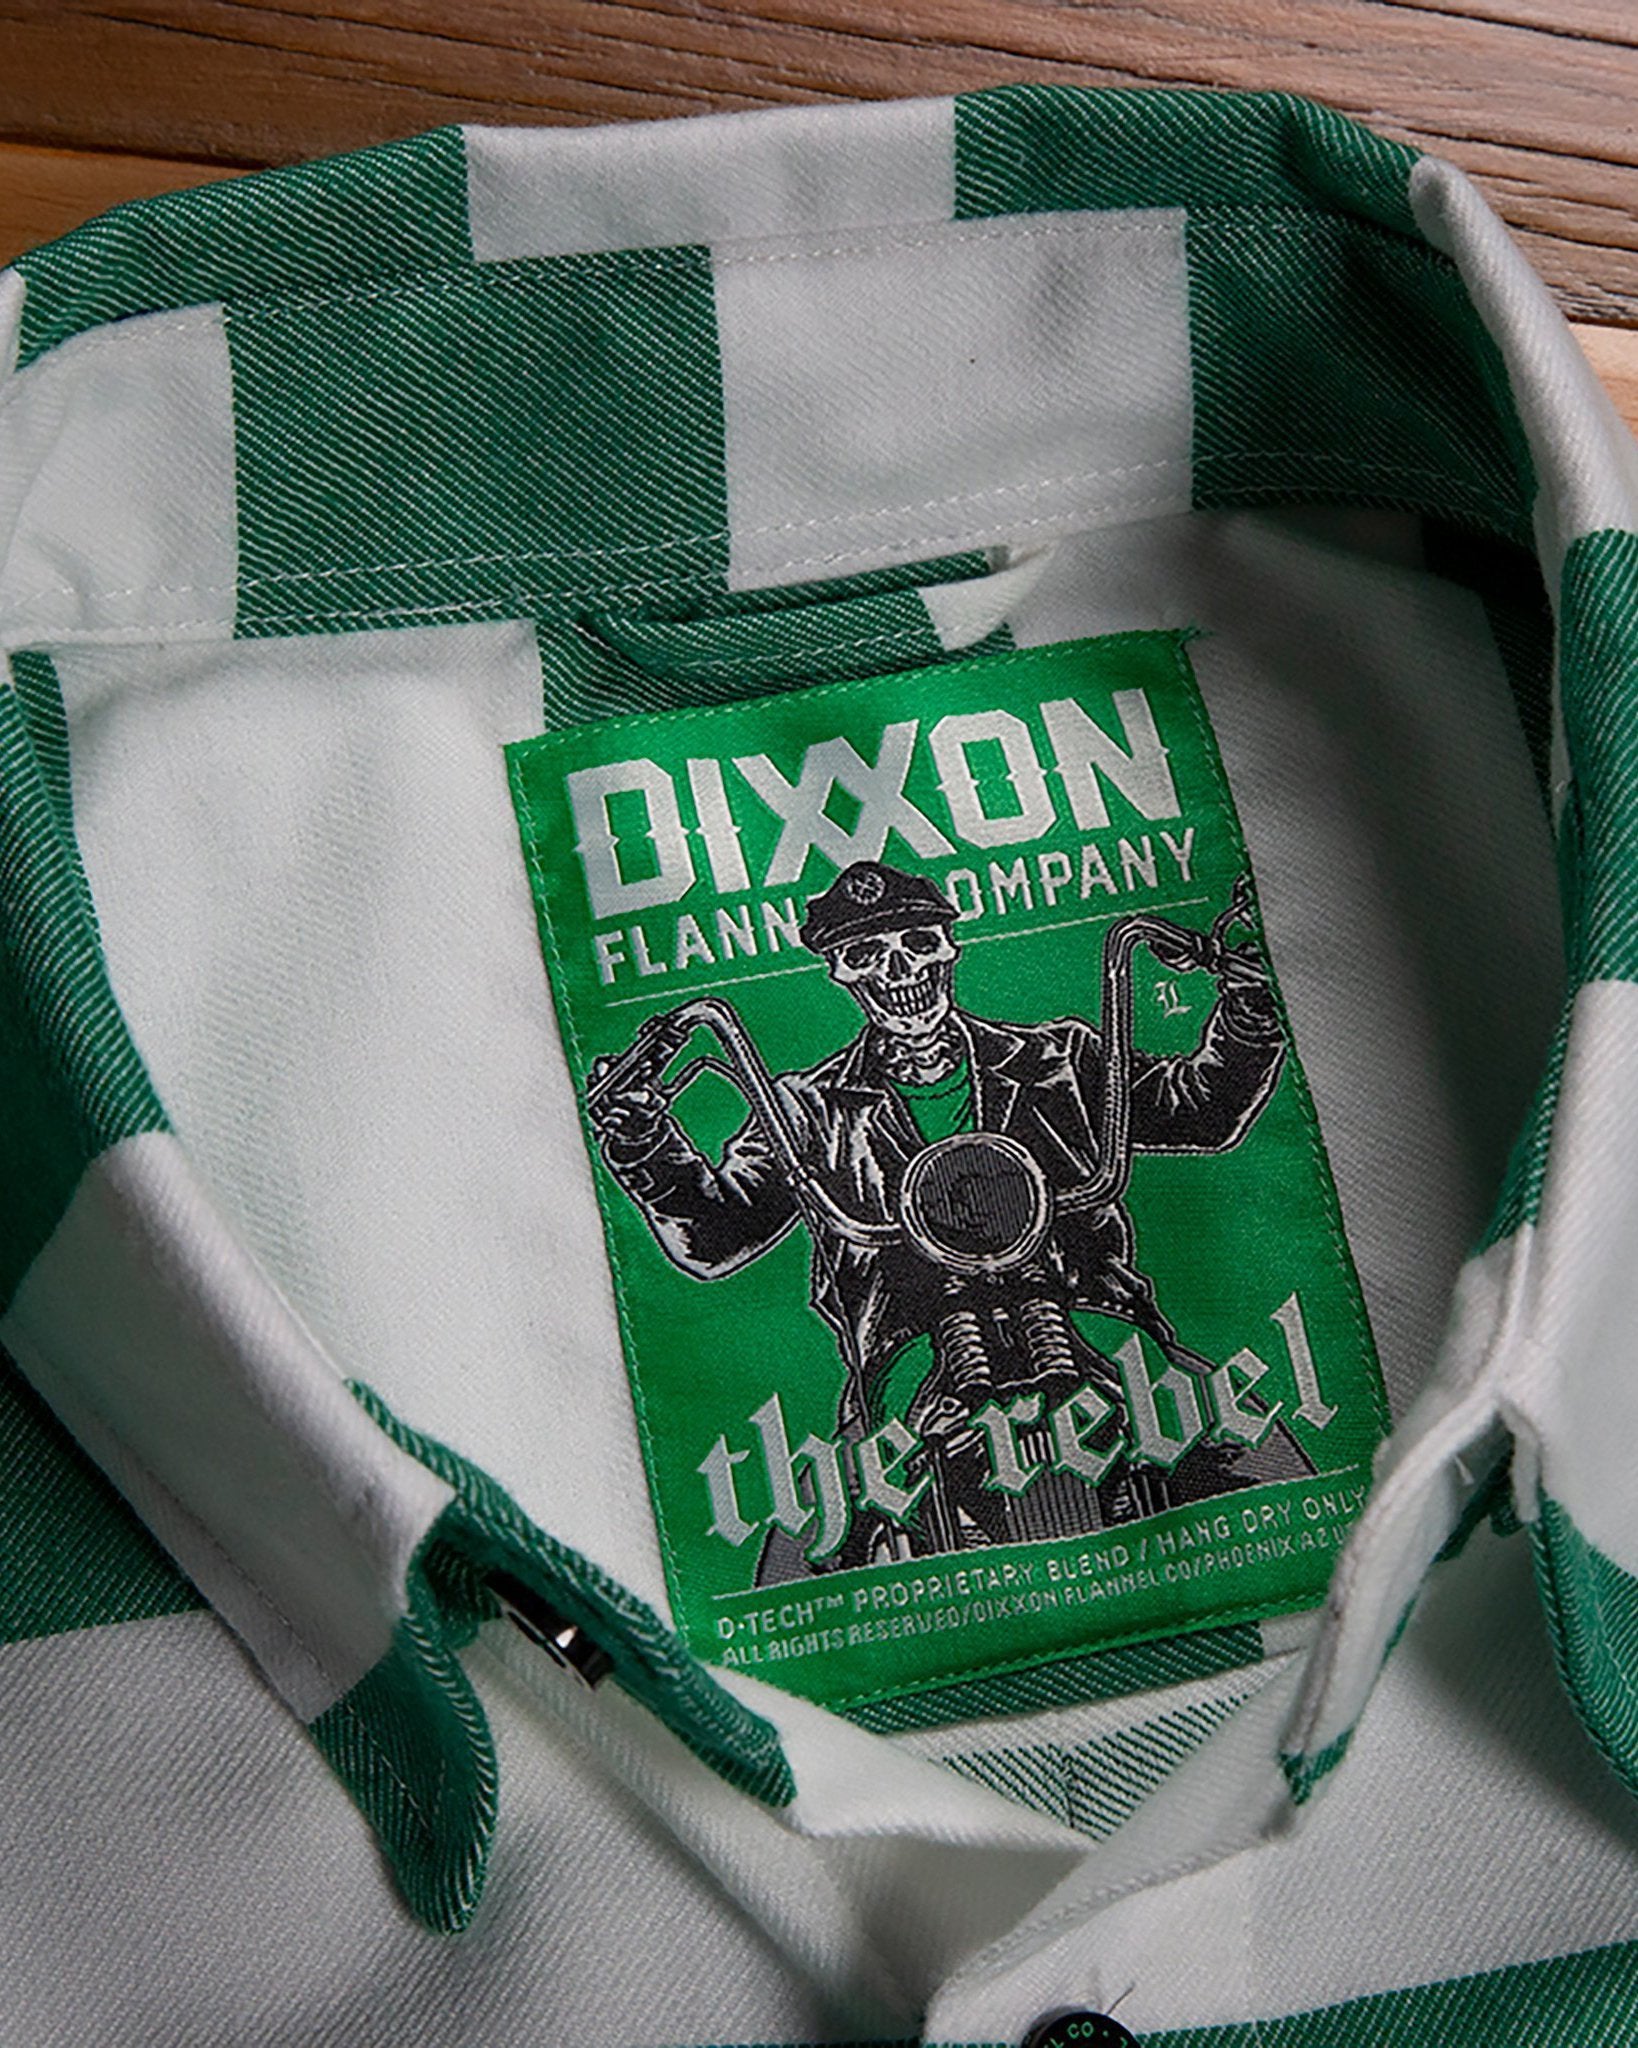 DIXXON
FLANN OMPANY
L
the rebel
D·TECH™ PROPRIETARY BLEND / HANG DRY ONLY
ALL RIGHTS RESERVED/DIXXON FLANNEL CO/PHOENIX AZ
CO •